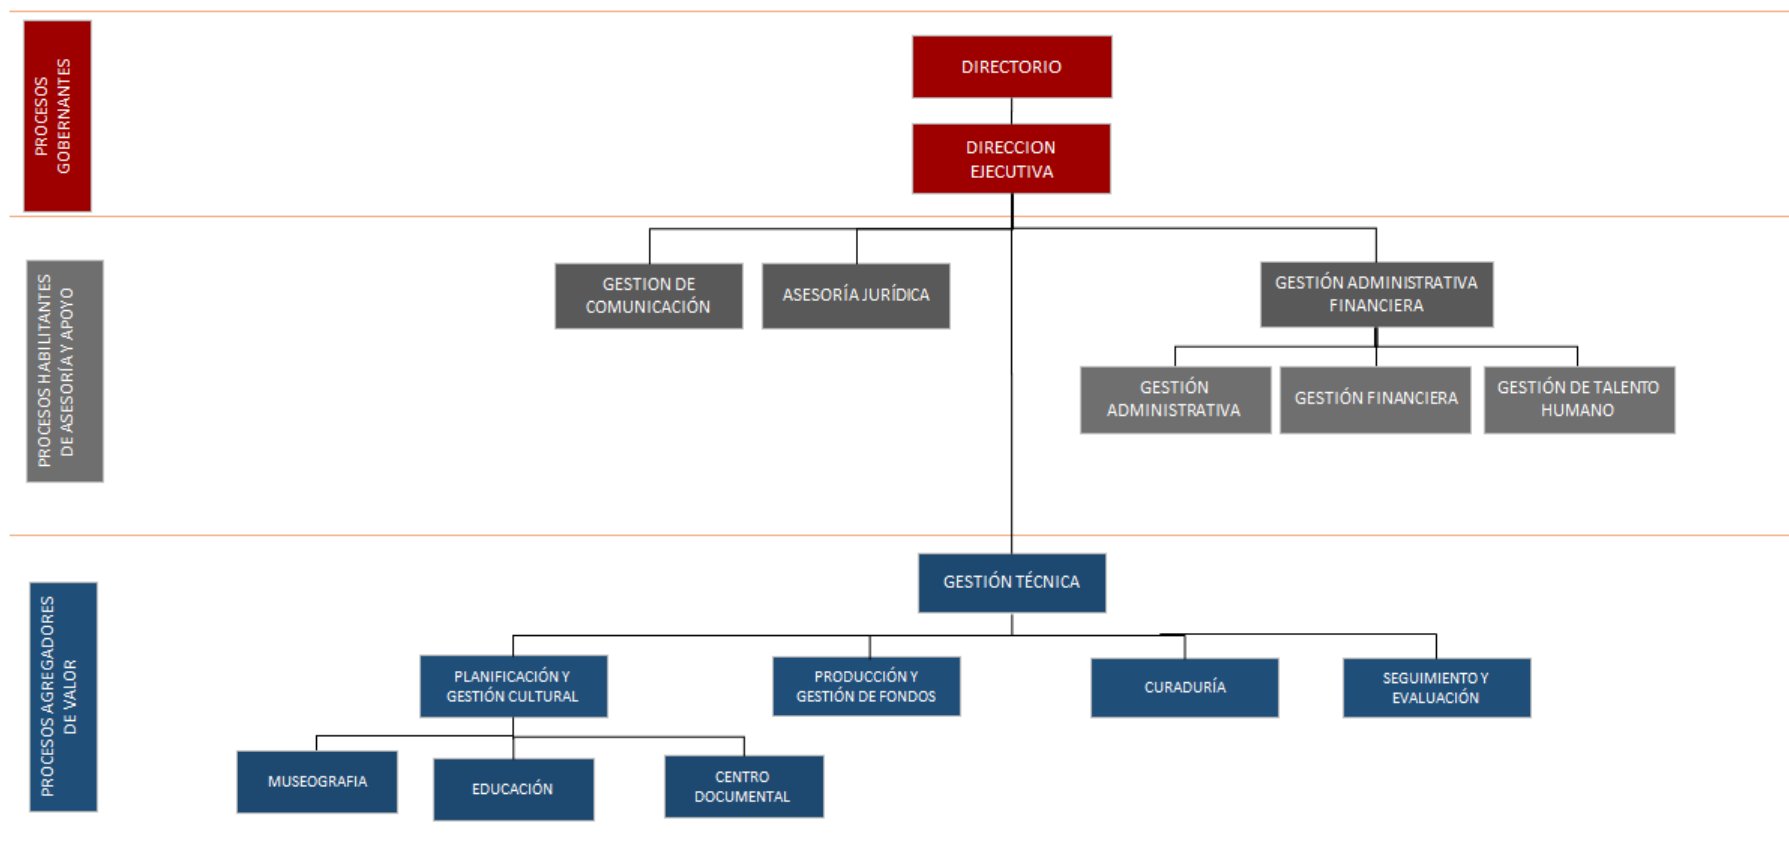 PROCESOS
GOBERNANTES
DIRECTORIO
DIRECCION
EJECUTIVA
PROCESOS HABILITANTES
DE ASESORÍA Y APOYO
GESTION DE
COMUNICACIÓN
ASESORÍA JURÍDICA
GESTIÓN ADMINISTRATIVA
FINANCIERA
GESTIÓN
ADMINISTRATIVA
GESTIÓN FINANCIERA
GESTIÓN DE TALENTO
HUMANO
PROCESOS AGREGADORES
DE VALOR
GESTIÓN TÉCNICA
PLANIFICACIÓN Y
GESTIÓN CULTURAL
PRODUCCIÓN Y
GESTIÓN DE FONDOS
CURADURÍA
SEGUIMIENTO Y
EVALUACIÓN
MUSEOGRAFIA
EDUCACIÓN
CENTRO
DOCUMENTAL